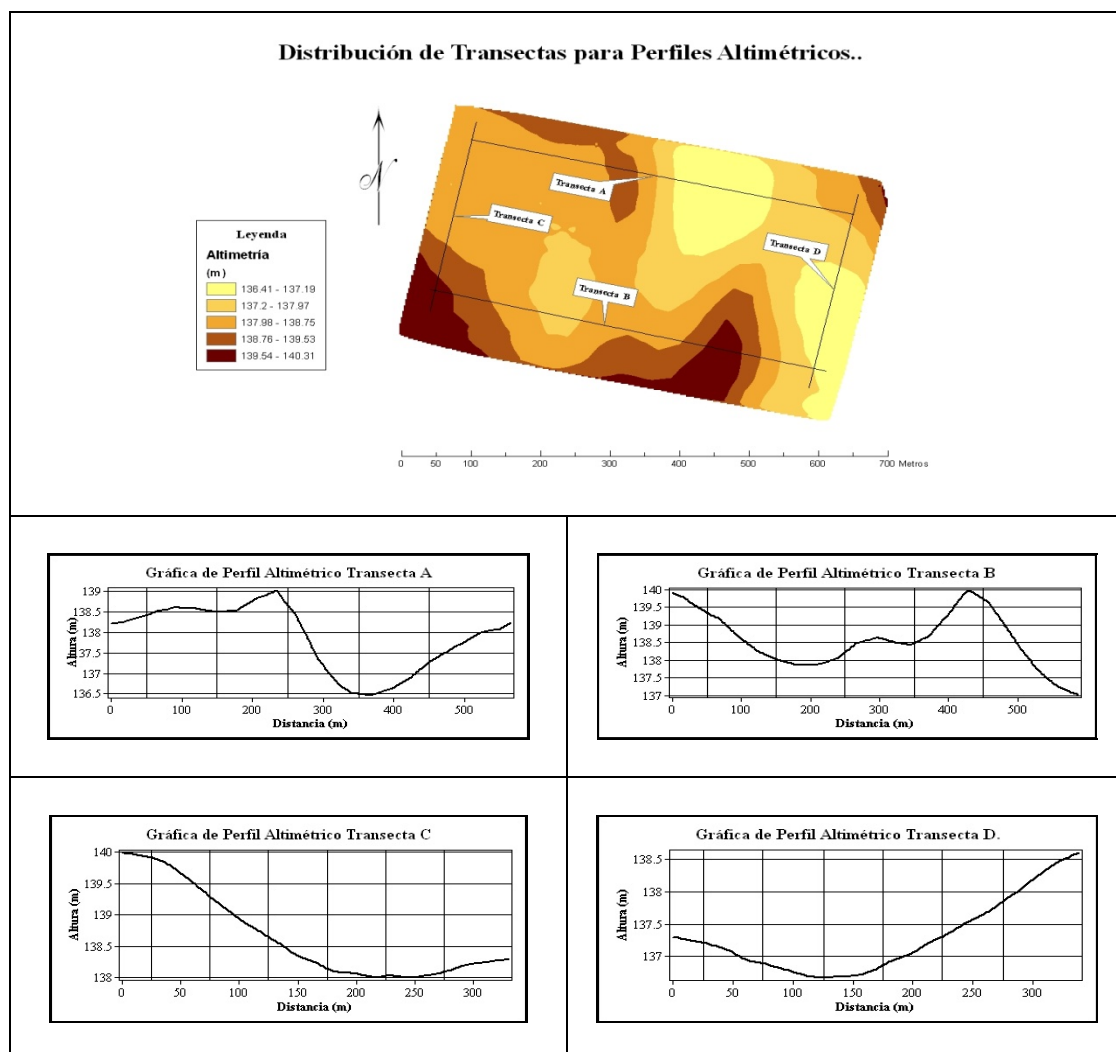 Distribución de Transectas para Perfiles Altimétricos..
N
Transecta A
Transecta C
Transecta D
Transecta B
Leyenda
Altimetría
(m)
136.41 - 137.19
137.2 - 137.97
137.98 - 138.75
138.76 - 139.53
139.54 - 140.31
0 50 100 200 300 400 500 600 700 Metros
Gráfica de Perfil Altimétrico Transecta A
Altura (m)
139
138.5
138
137.5
137
136.5
0 100 200 300 400 500
Distancia (m)
Gráfica de Perfil Altimétrico Transecta B
Altura (m)
140
139.5
139
138.5
138
137.5
137
0 100 200 300 400 500
Distancia (m)
Gráfica de Perfil Altimétrico Transecta C
Altura (m)
140
139.5
139
138.5
138
0 50 100 150 200 250 300
Distancia (m)
Gráfica de Perfil Altimétrico Transecta D.
Altura (m)
138.5
138
137.5
137
0 50 100 150 200 250 300
Distancia (m)